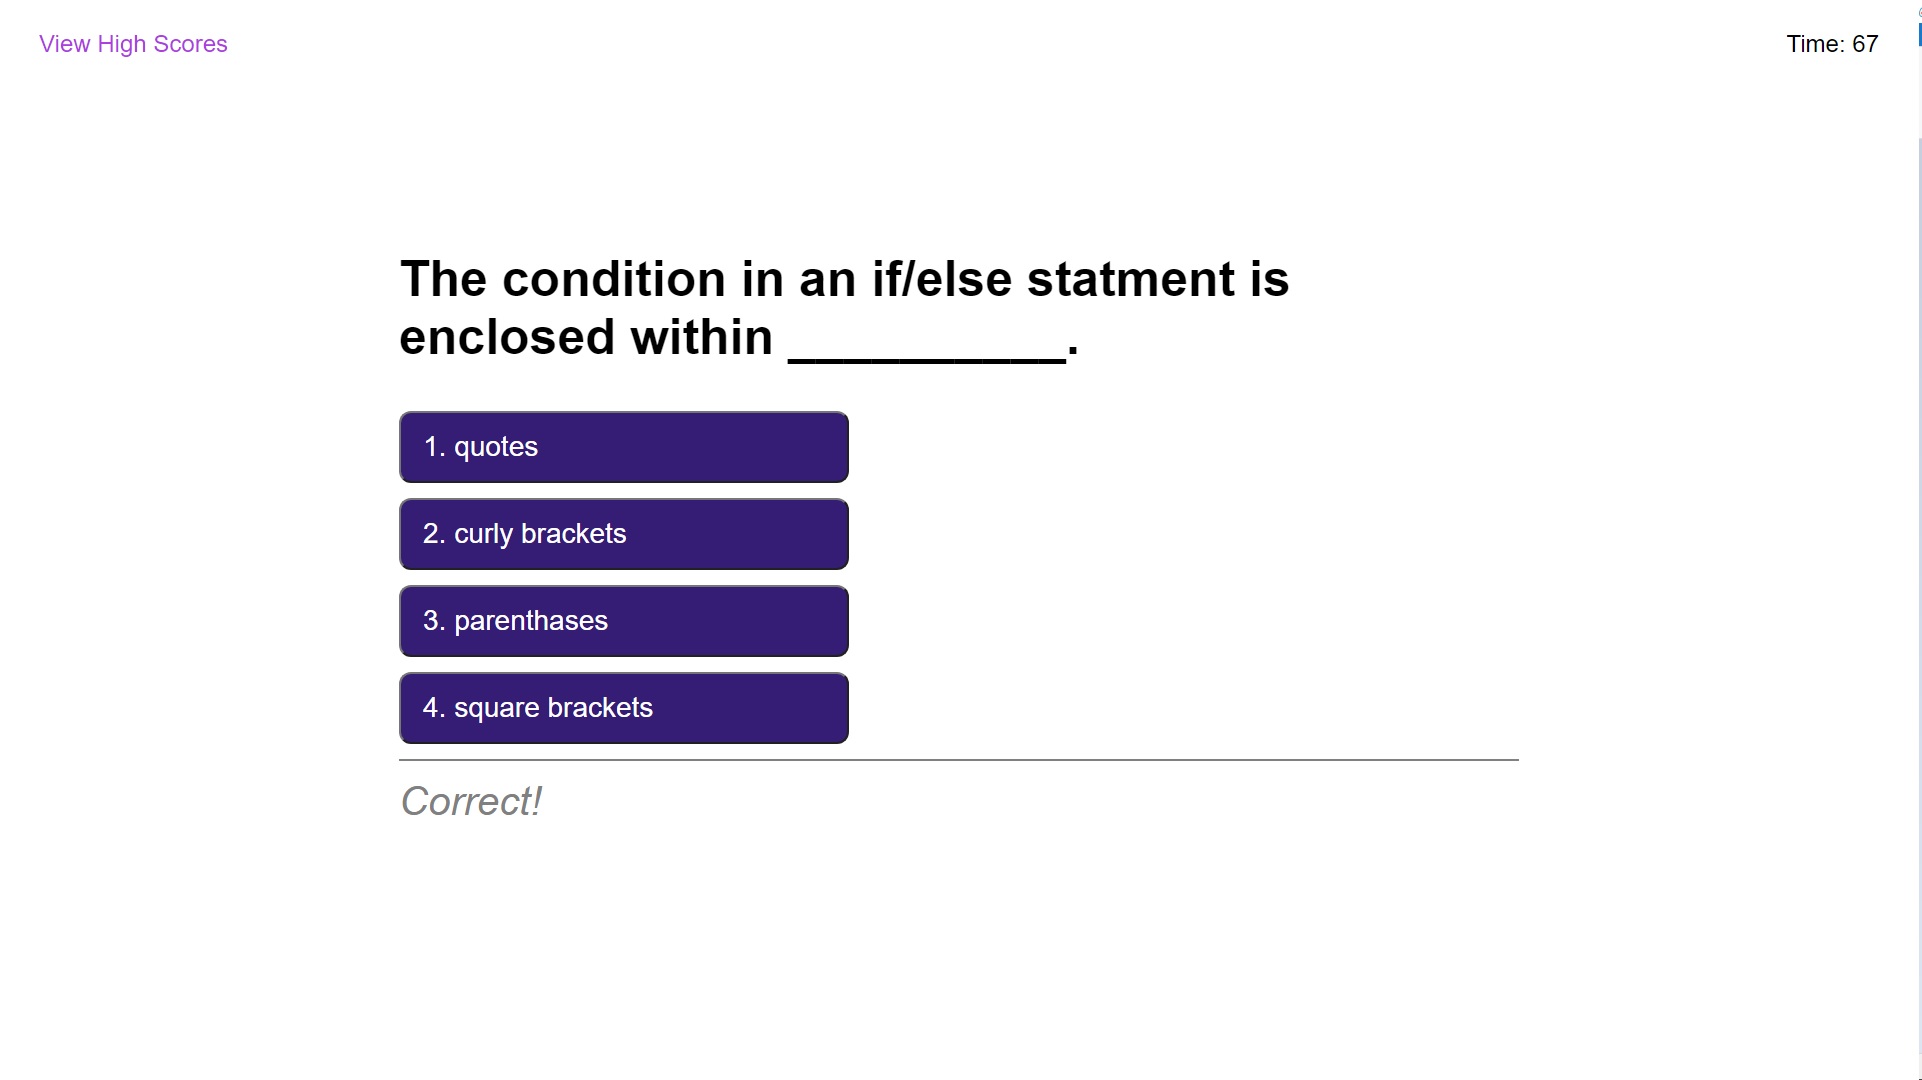 View High Scores
Time: 67
The condition in an if/else statment is
enclosed within __________.
1. quotes
2. curly brackets
3. parenthases
4. square brackets
Correct!